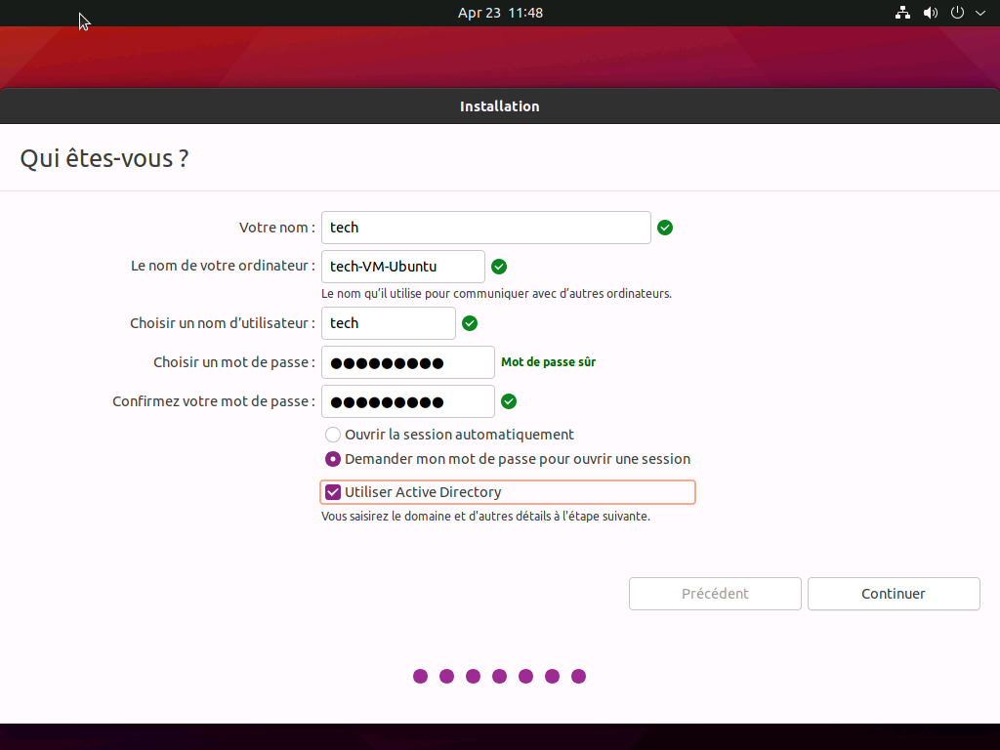 Apr 23 11:48
Installation
Qui êtes-vous ?
Votre nom : tech
Le nom de votre ordinateur : tech-VM-Ubuntu
Le nom qu’il utilise pour communiquer avec d’autres ordinateurs.
Choisir un nom d’utilisateur : tech
Choisir un mot de passe : ●●●●●●●●● Mot de passe sûr
Confirmez votre mot de passe : ●●●●●●●●●
Ouvrir la session automatiquement
Demander mon mot de passe pour ouvrir une session
Utiliser Active Directory
Vous saisirez le domaine et d'autres détails à l'étape suivante.
Précédent Continuer